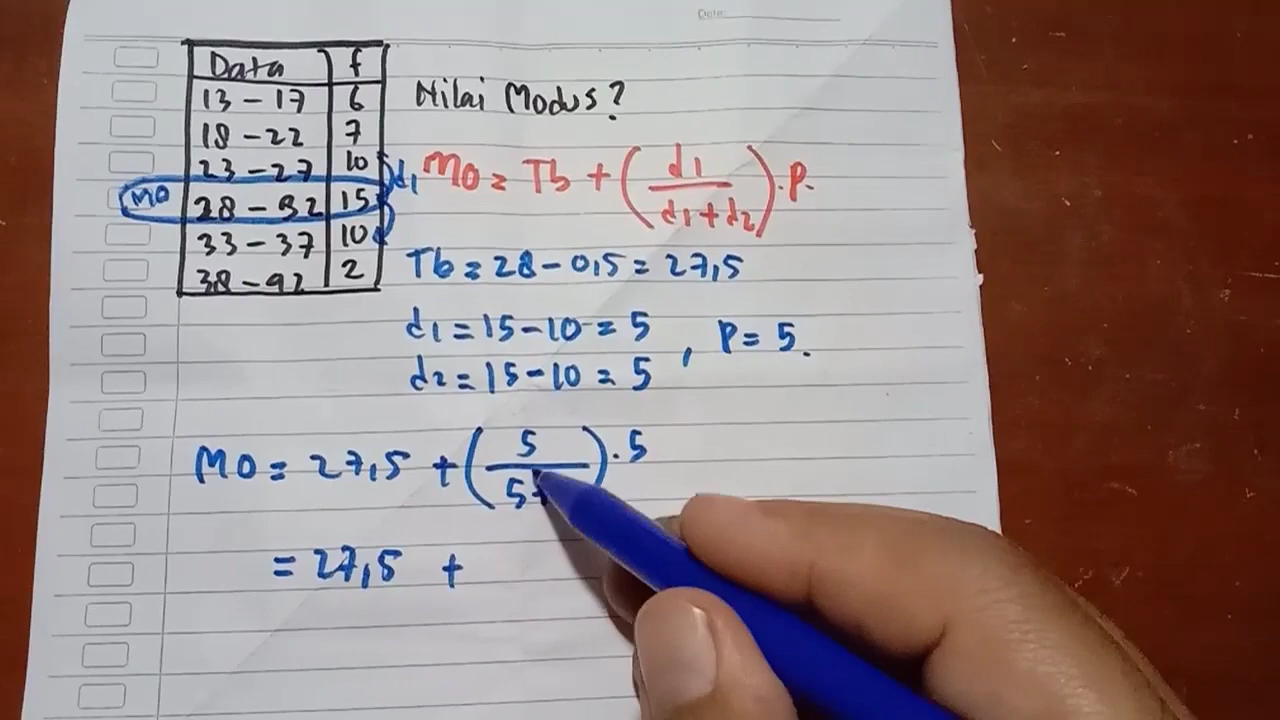 Date:
Data f
13 - 17 6
18 - 22 7
23 - 27 10
MO 28 - 32 15
33 - 37 10
38 - 42 2
d1
Nilai Modus?
MO = Tb + (d1 / d1 + d2) . P.
Tb = 28 - 0,5 = 27,5
d1 = 15 - 10 = 5
d2 = 15 - 10 = 5 , P = 5.
MO = 27,5 + (5 / 5+) . 5
= 27,5 +